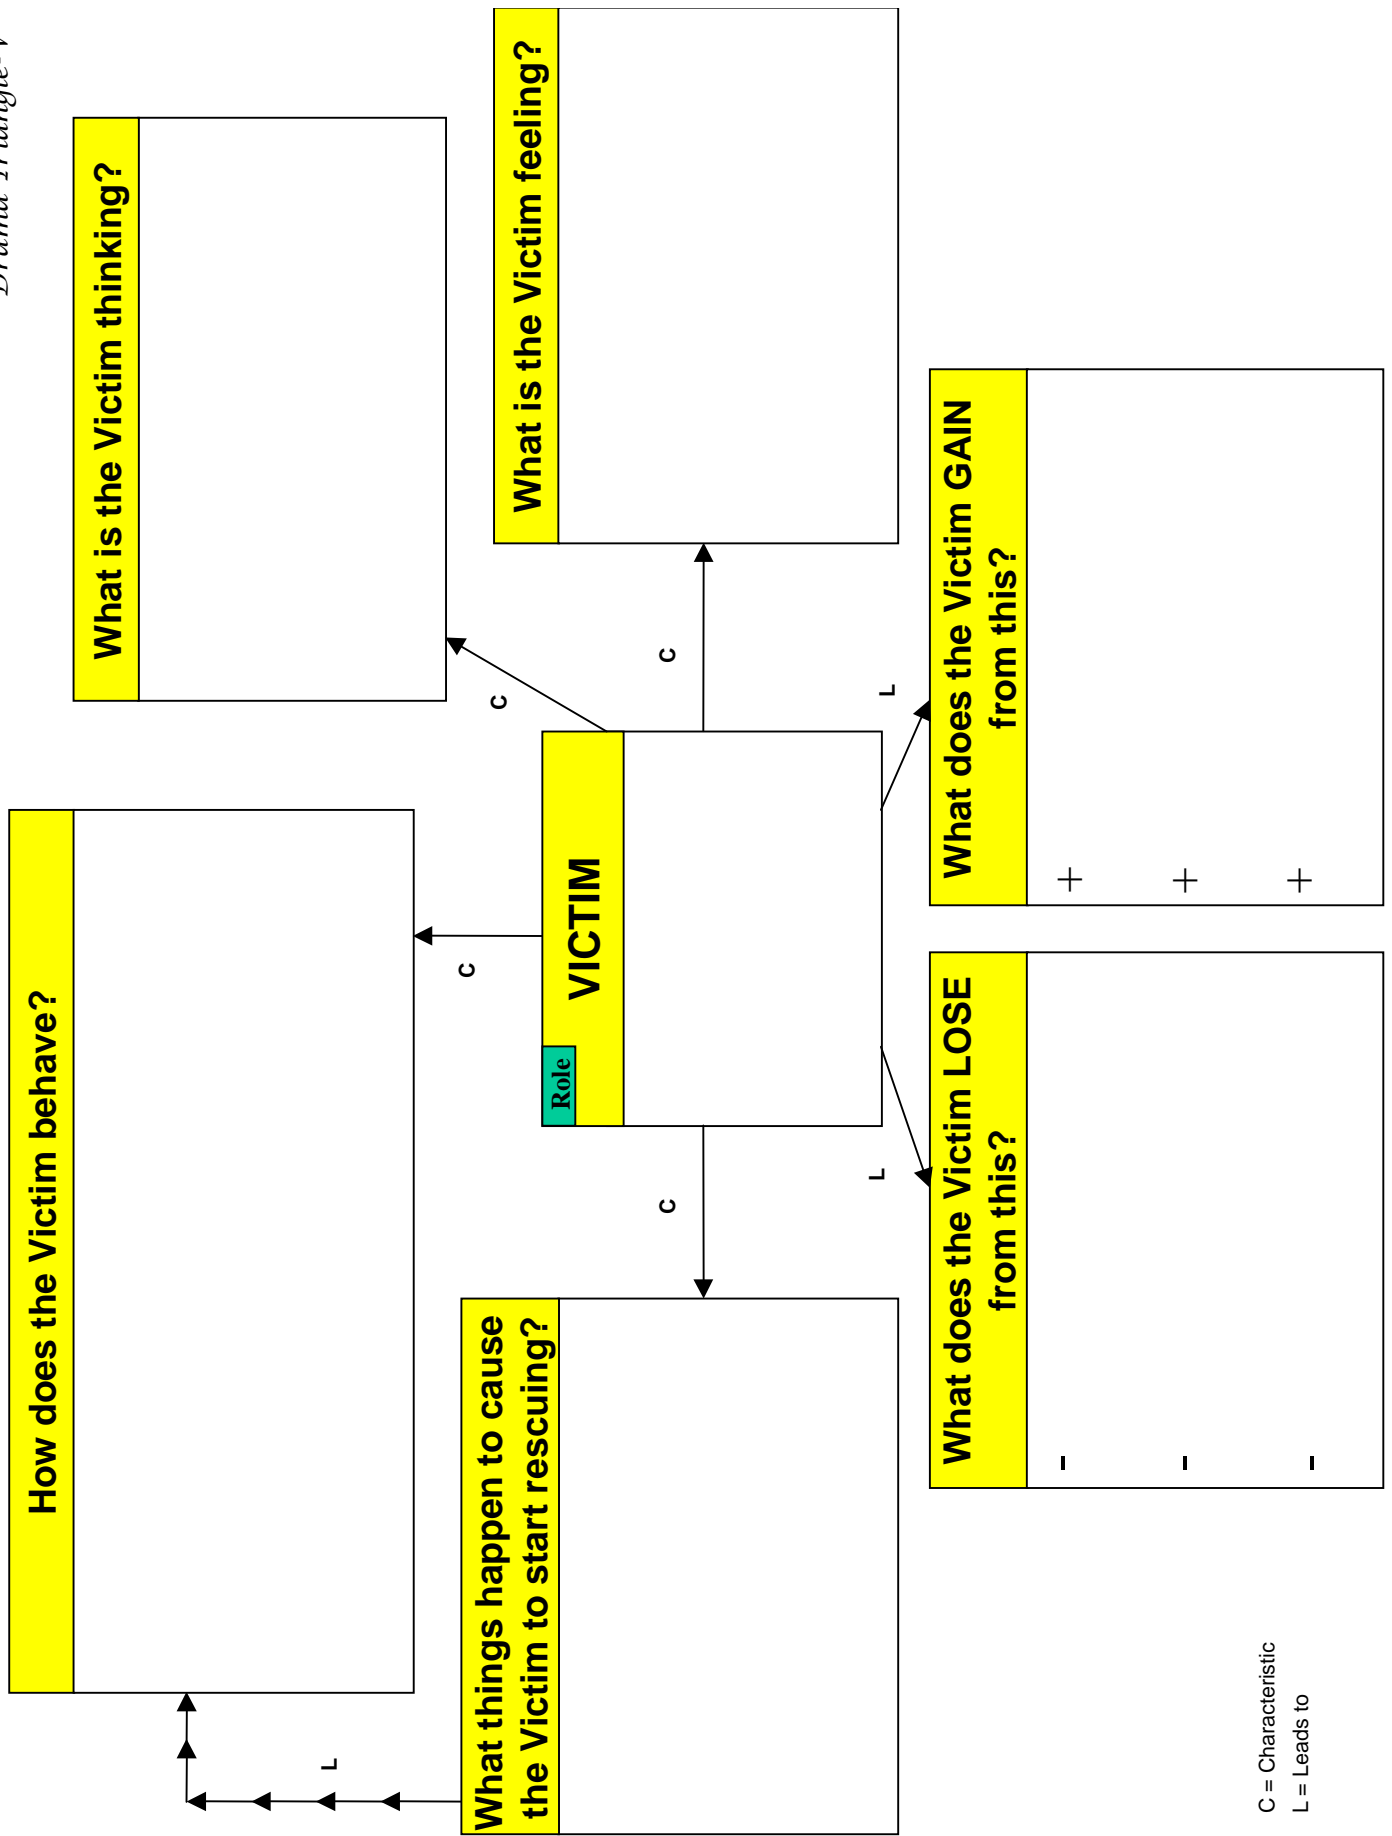 Drama Triangle-V
How does the Victim behave?
What is the Victim thinking?
L
C
C
What things happen to cause
the Victim to start rescuing?
Role
VICTIM
What is the Victim feeling?
C
C
L
L
What does the Victim LOSE
from this?
-
-
-
What does the Victim GAIN
from this?
+
+
+
C = Characteristic
L = Leads to